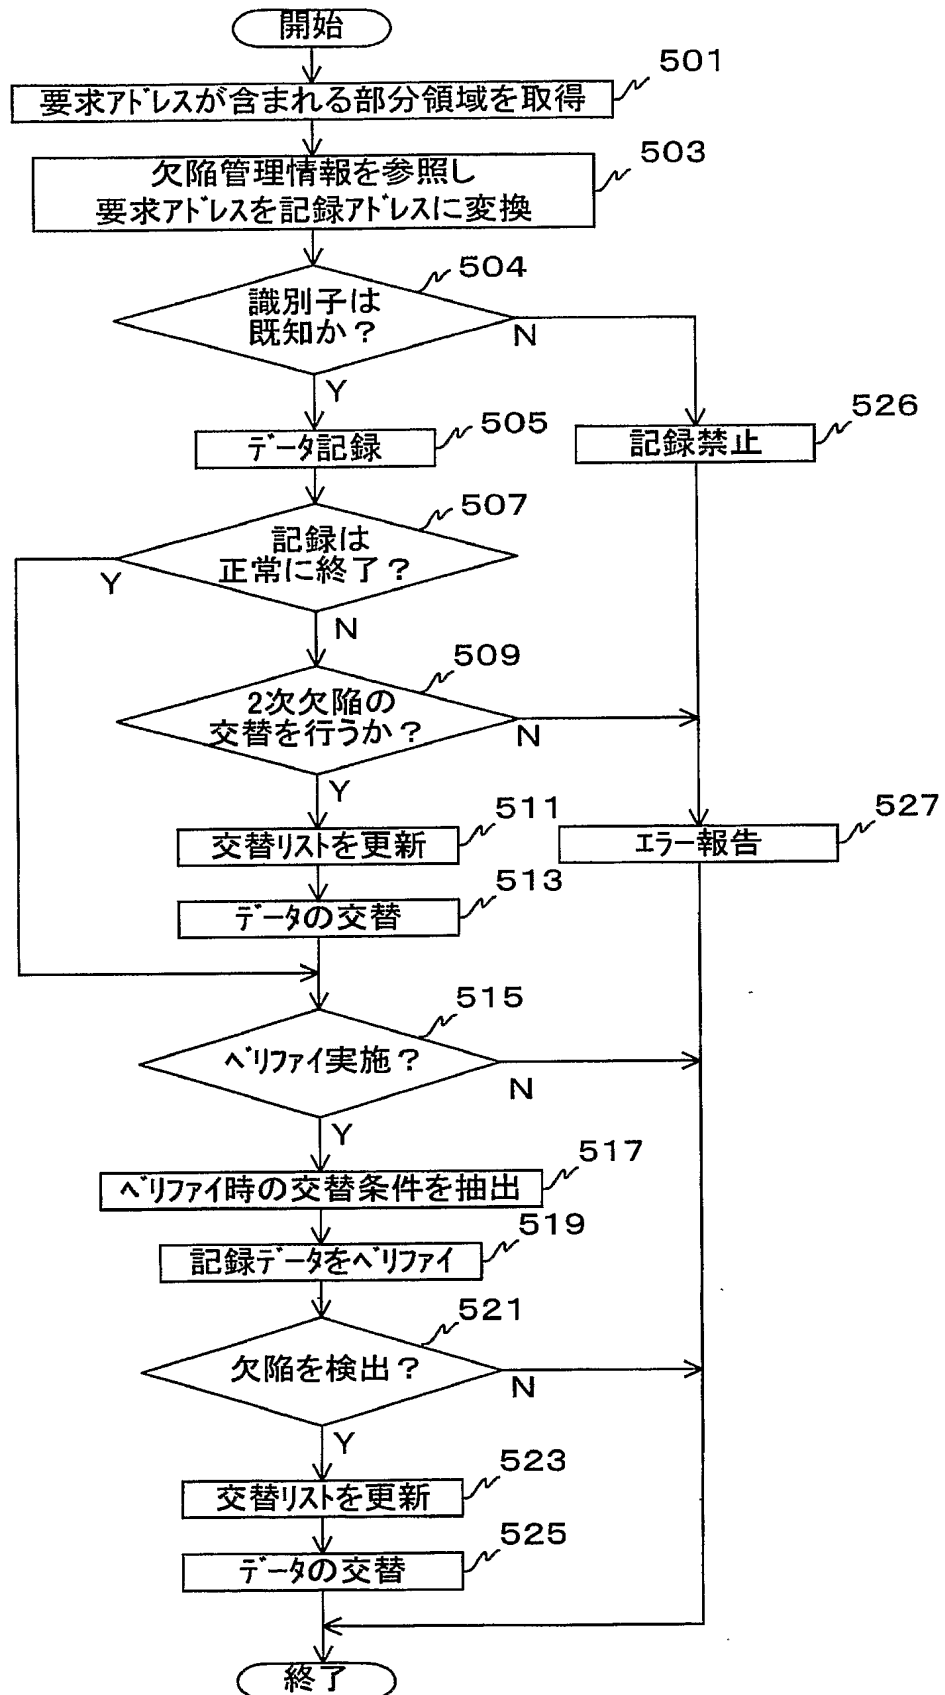 開始
501
要求アドレスが含まれる部分領域を取得
503
欠陥管理情報を参照し
要求アドレスを記録アドレスに変換
504
識別子は
既知か？
N
Y
505
データ記録
526
記録禁止
507
記録は
正常に終了？
Y
N
509
2次欠陥の
交替を行うか？
N
Y
511
交替リストを更新
527
エラー報告
513
データの交替
515
ベリファイ実施？
N
Y
517
ベリファイ時の交替条件を抽出
519
記録データをベリファイ
521
欠陥を検出？
N
Y
523
交替リストを更新
525
データの交替
終了